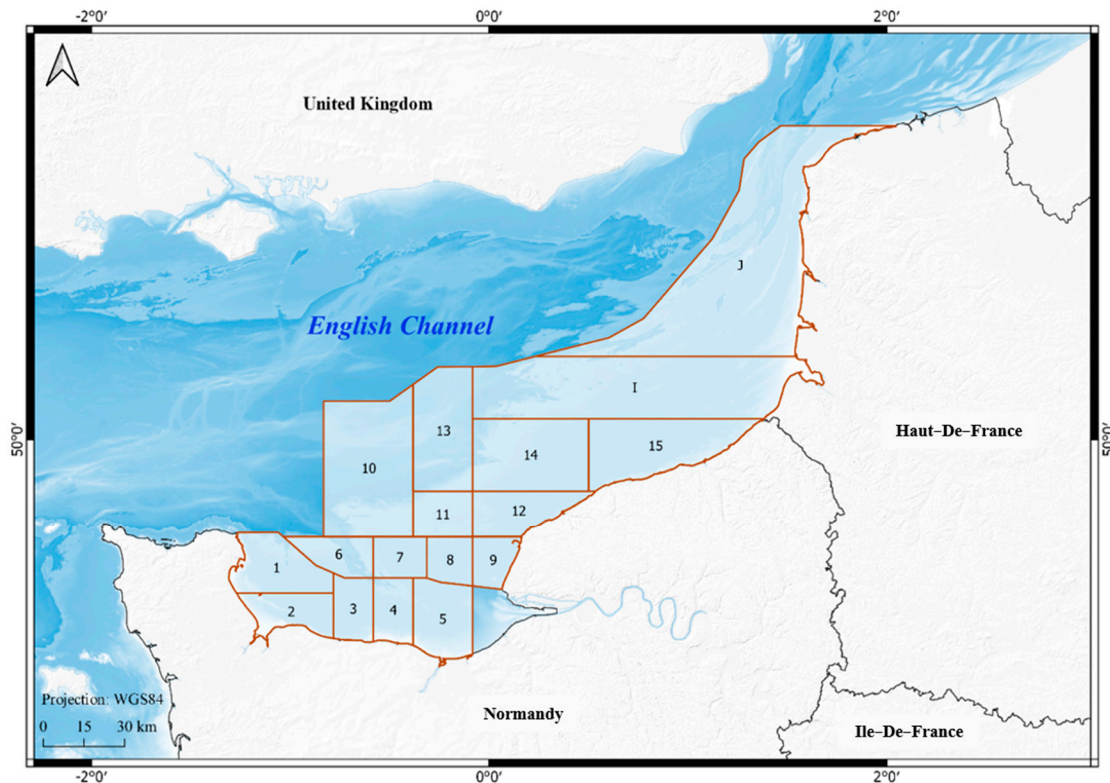 -2°0′ 0°0′ 2°0′
United Kingdom
J
English Channel
I
13
Haut-De-France
50°0′ 50°0′
10 14 15
11 12
6 7 8 9
1
2 3 4 5
Projection: WGS84
Normandy
0 15 30 km
Ile-De-France
-2°0′ 0°0′ 2°0′